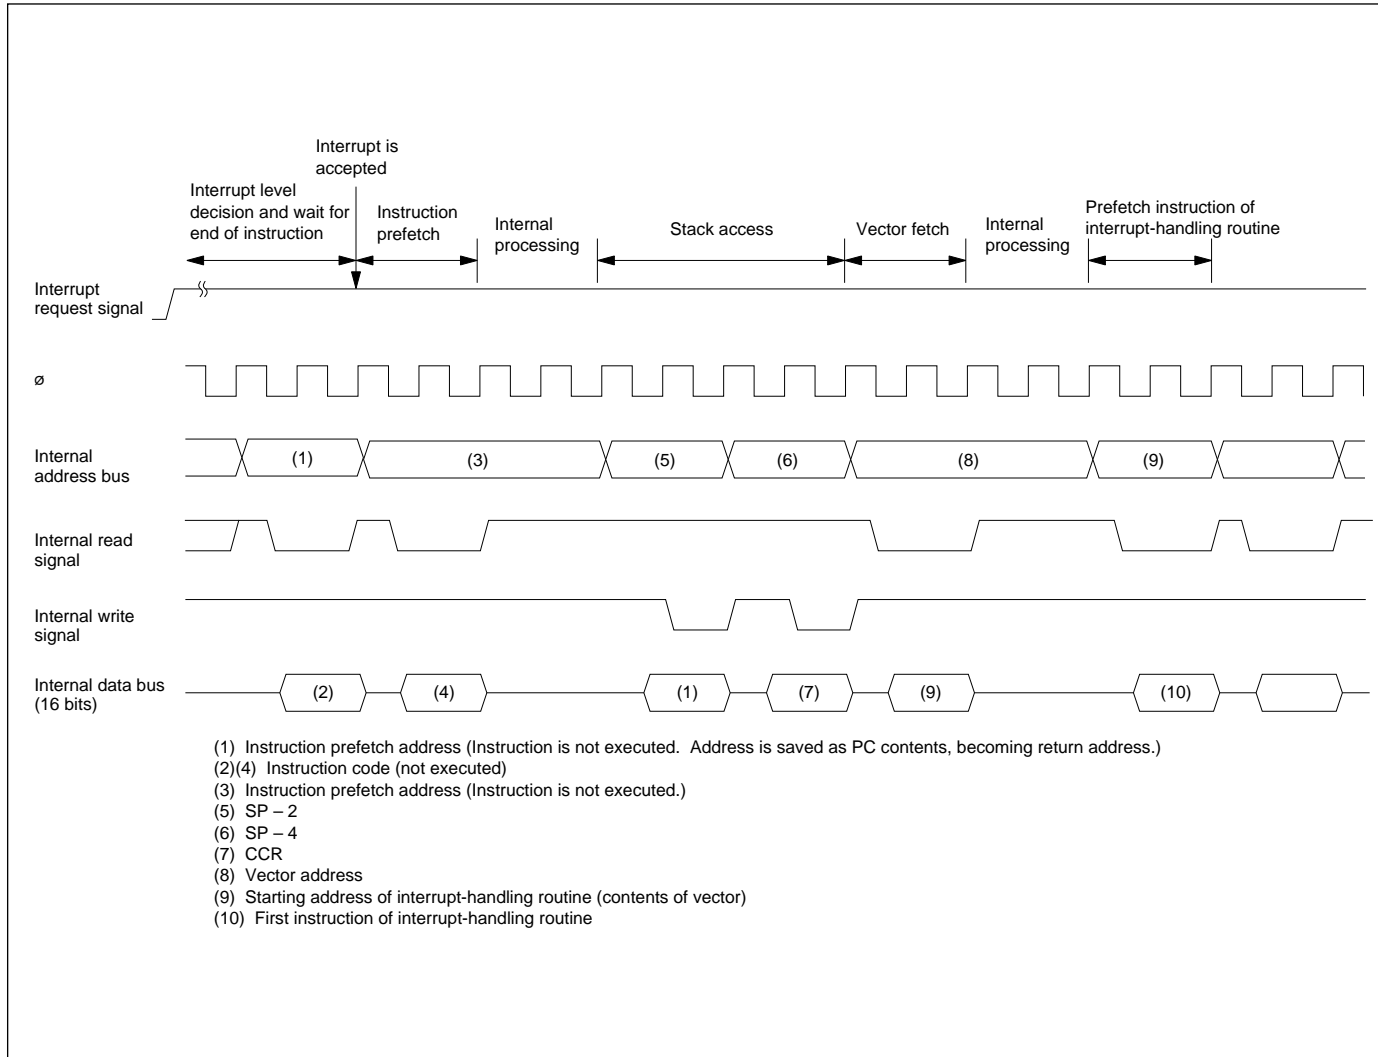 Interrupt is
accepted
Interrupt level
decision and wait for
end of instruction
Instruction
prefetch
Internal
processing
Stack access
Vector fetch
Internal
processing
Prefetch instruction of
interrupt-handling routine
Interrupt
request signal
ø
Internal
address bus
(1)
(3)
(5)
(6)
(8)
(9)
Internal read
signal
Internal write
signal
Internal data bus
(16 bits)
(2)
(4)
(1)
(7)
(9)
(10)
(1) Instruction prefetch address (Instruction is not executed. Address is saved as PC contents, becoming return address.)
(2)(4) Instruction code (not executed)
(3) Instruction prefetch address (Instruction is not executed.)
(5) SP – 2
(6) SP – 4
(7) CCR
(8) Vector address
(9) Starting address of interrupt-handling routine (contents of vector)
(10) First instruction of interrupt-handling routine